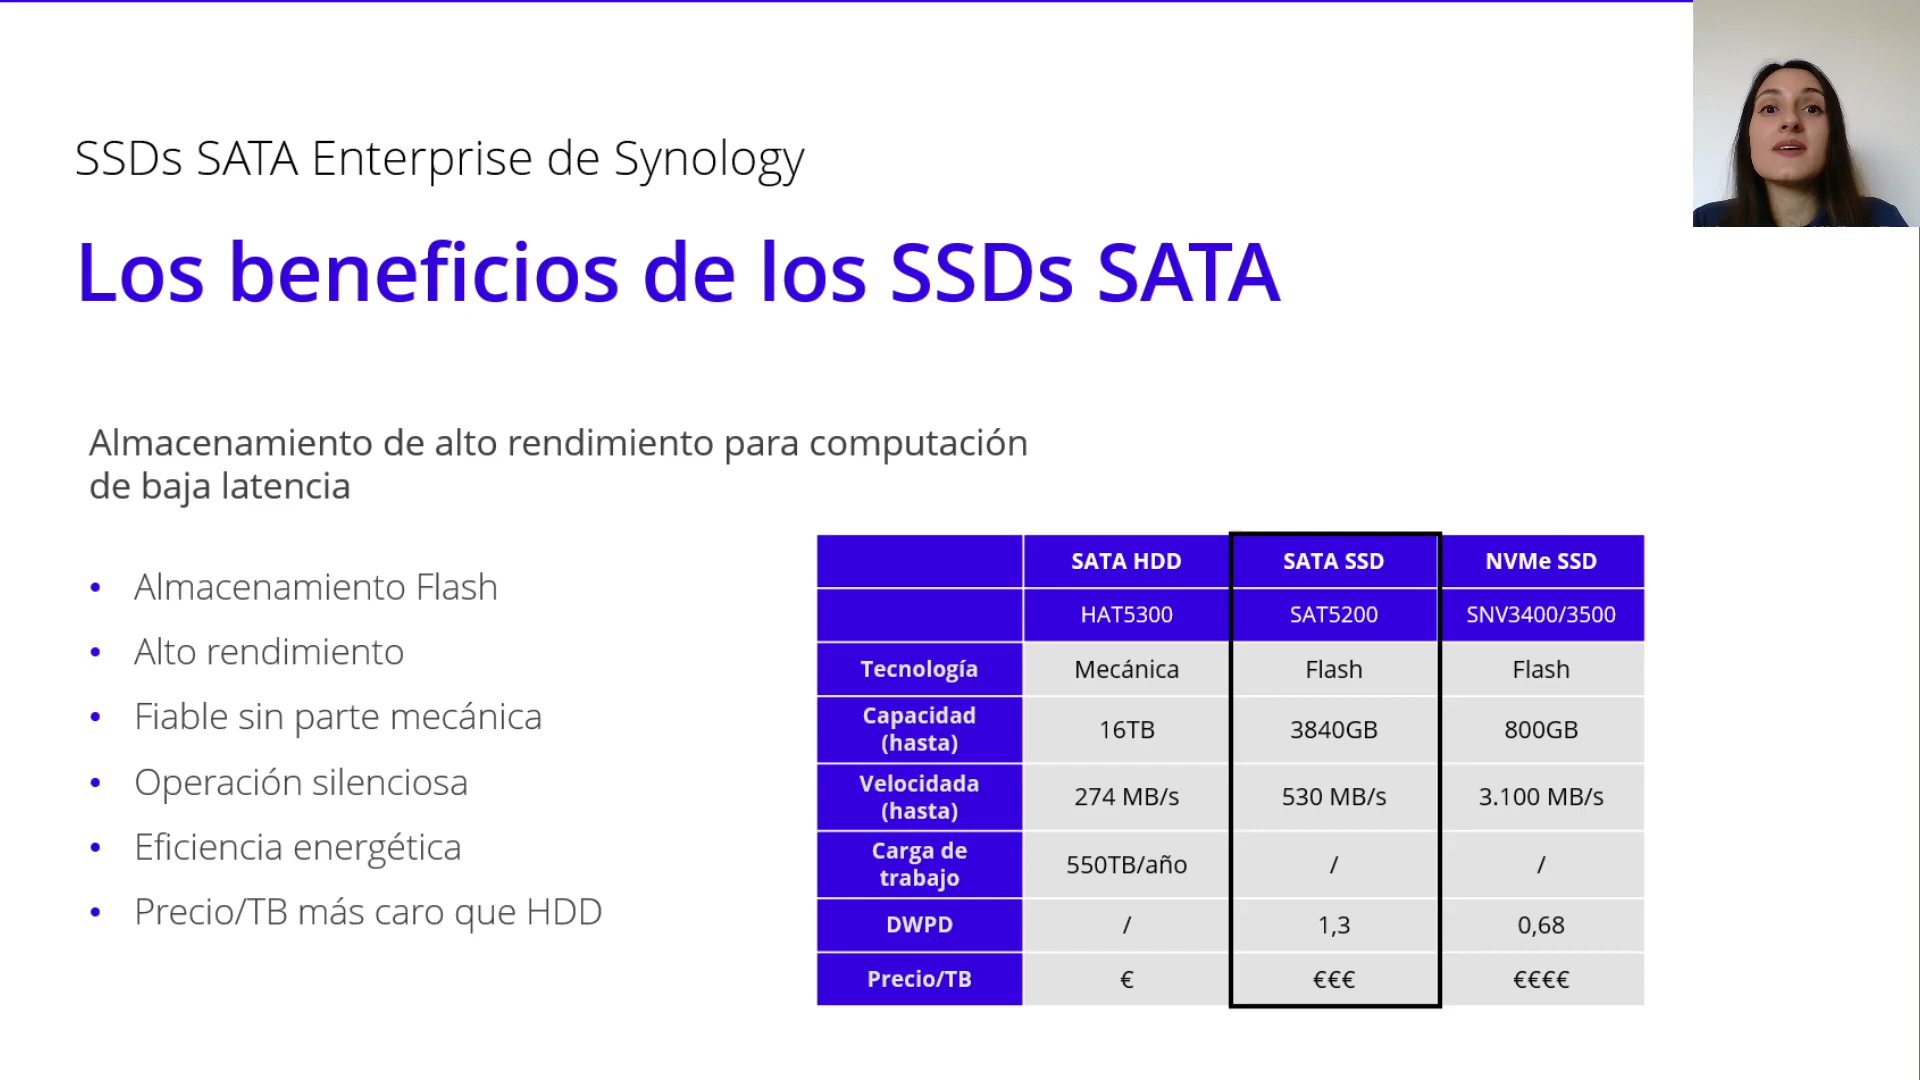 SSDs SATA Enterprise de Synology
Los beneficios de los SSDs SATA
Almacenamiento de alto rendimiento para computación
de baja latencia
• Almacenamiento Flash
• Alto rendimiento
• Fiable sin parte mecánica
• Operación silenciosa
• Eficiencia energética
• Precio/TB más caro que HDD
SATA HDD SATA SSD NVMe SSD
HAT5300 SAT5200 SNV3400/3500
Tecnología Mecánica Flash Flash
Capacidad
(hasta) 16TB 3840GB 800GB
Velocidada
(hasta) 274 MB/s 530 MB/s 3.100 MB/s
Carga de
trabajo 550TB/año / /
DWPD / 1,3 0,68
Precio/TB € €€€ €€€€